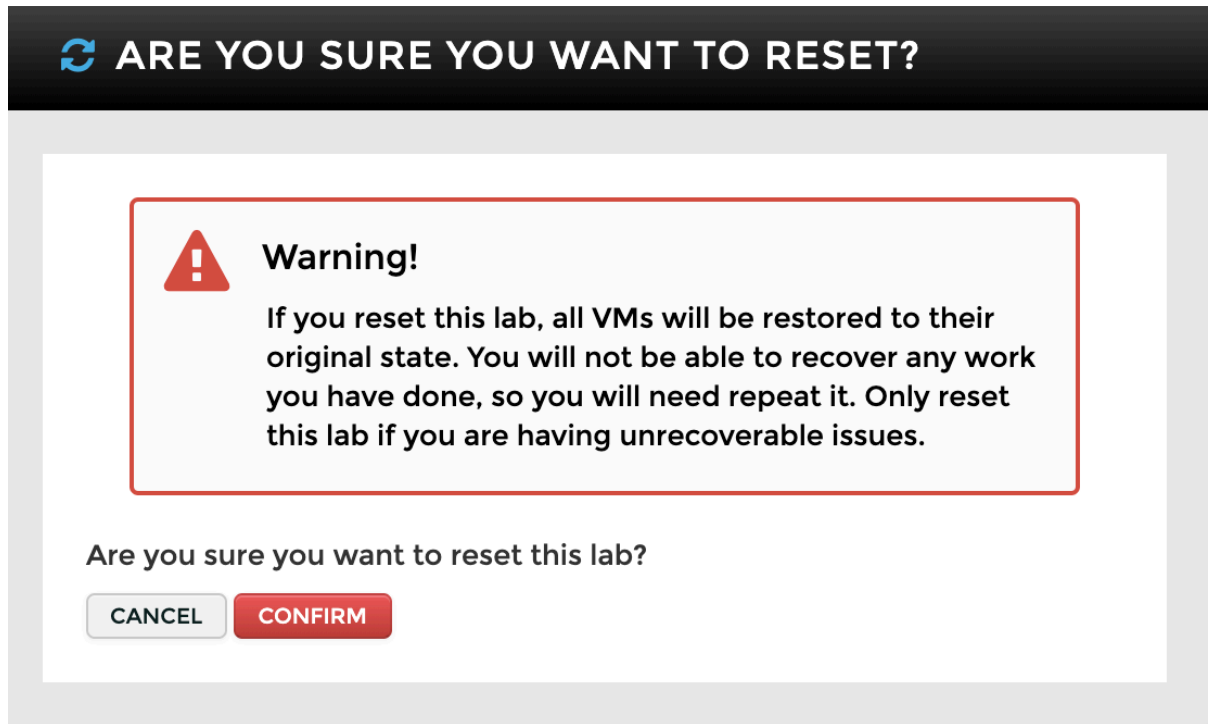 ARE YOU SURE YOU WANT TO RESET?
Warning!
If you reset this lab, all VMs will be restored to their
original state. You will not be able to recover any work
you have done, so you will need repeat it. Only reset
this lab if you are having unrecoverable issues.
Are you sure you want to reset this lab?
CANCEL CONFIRM